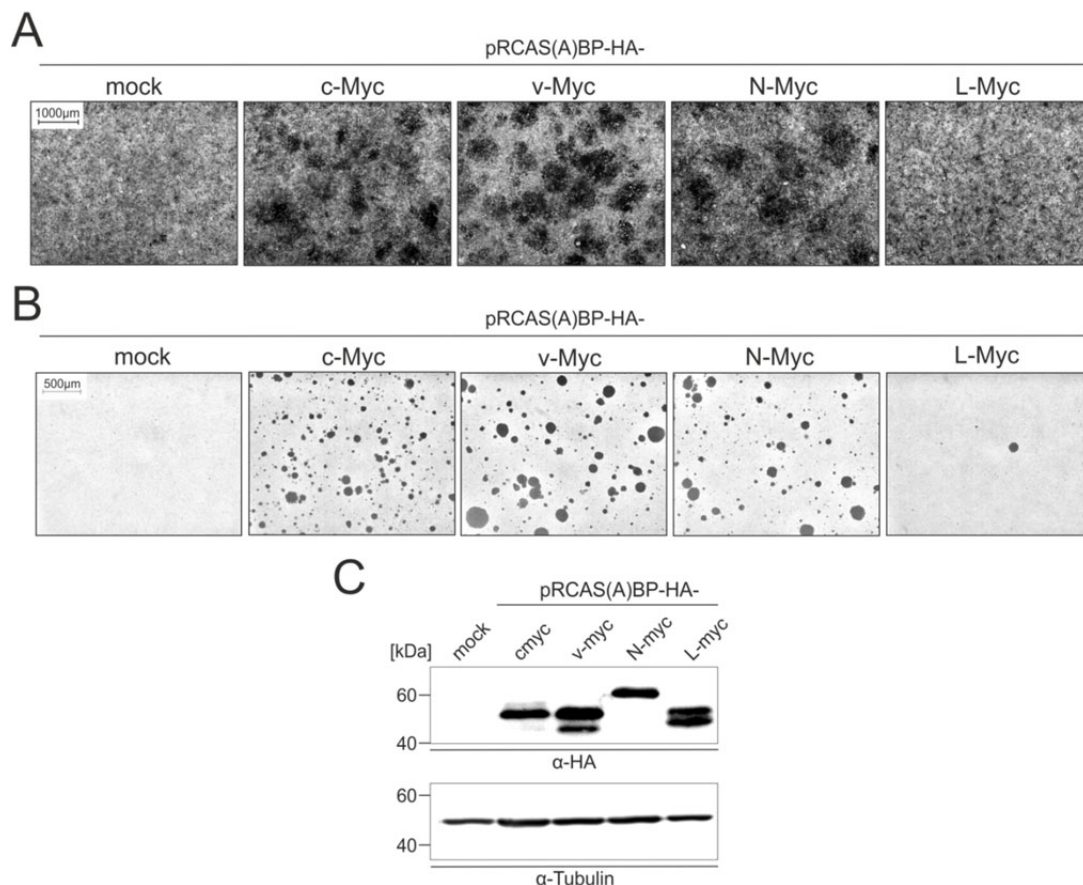 A
pRCAS(A)BP-HA-
mock c-Myc v-Myc N-Myc L-Myc
1000µm
B
pRCAS(A)BP-HA-
mock c-Myc v-Myc N-Myc L-Myc
500µm
C
pRCAS(A)BP-HA-
[kDa] mock cmyc v-myc N-myc L-myc
60
40
α-HA
60
40
α-Tubulin